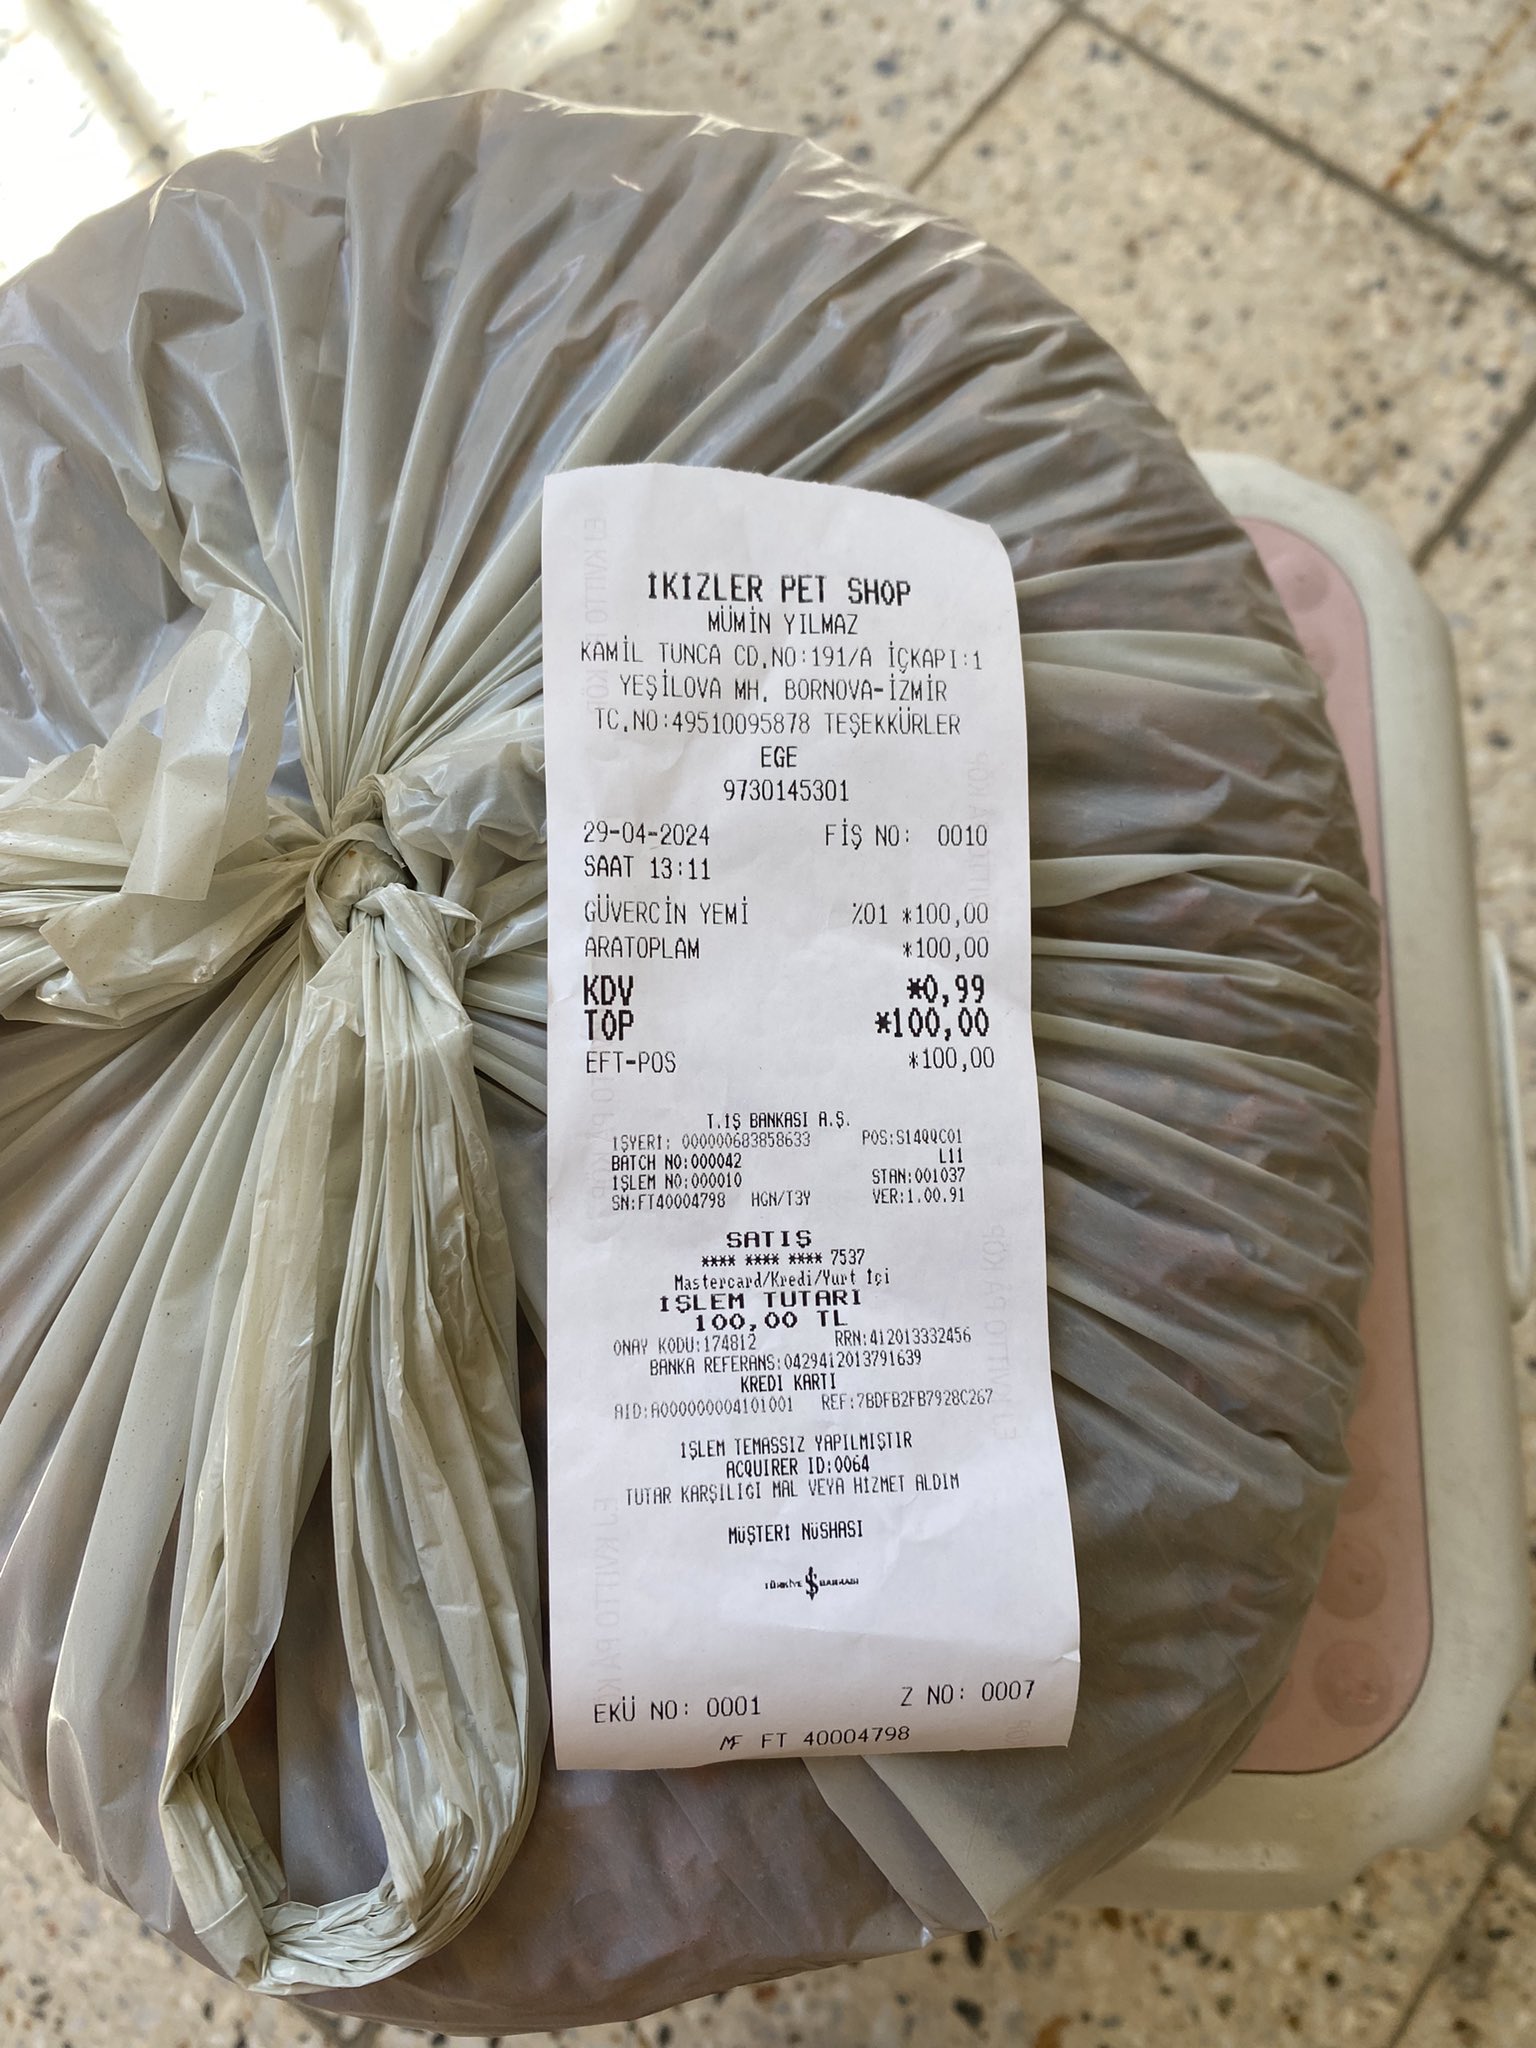 İKİZLER PET SHOP
MÜMİN YILMAZ
KAMİL TUNCA CD.NO:191/A İÇKAPI:1
YEŞİLOVA MH. BORNOVA-İZMİR
TC.NO:49510095878 TEŞEKKÜRLER
EGE
9730145301
29-04-2024 FİŞ NO: 0010
SAAT 13:11
GÜVERCİN YEMİ %01 *100,00
ARATOPLAM *100,00
KDV *0,99
TOP *100,00
EFT-POS *100,00
T.İŞ BANKASI A.Ş.
İŞYERİ: 000000683858633 POS:S14QQC01
BATCH NO:000042 L11
İŞLEM NO:000010 STAN:001037
SN:FT40004798 HGN/T3Y VER:1.00.91
SATIŞ
**** **** **** 7537
Mastercard/Kredi/Yurt İçi
İŞLEM TUTARI
100,00 TL
ONAY KODU:174812 RRN:412013332456
BANKA REFERANS:0429412013791639
KREDI KARTI
AID:A0000000041010001 REF:7BDFB2FB7928C267
İŞLEM TEMASSIZ YAPILMIŞTIR
ACQUIRER ID:0064
TUTAR KARŞILIGI MAL VEYA HİZMET ALDIM
MÜŞTERİ NÜSHASI
TÜRKİYE İŞ BANKASI
EKÜ NO: 0001 Z NO: 0007
MF FT 40004798